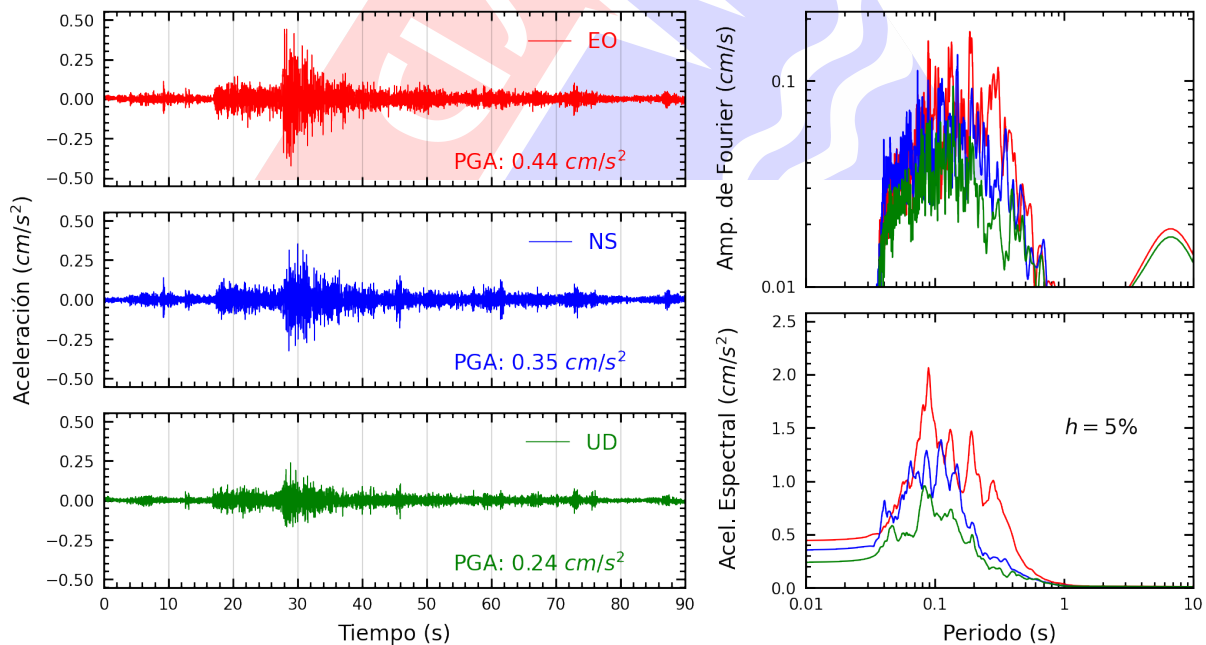 Aceleración (cm/s²)
0.50
0.25
0.00
−0.25
−0.50
EO
PGA: 0.44 cm/s²
0.50
0.25
0.00
−0.25
−0.50
NS
PGA: 0.35 cm/s²
0.50
0.25
0.00
−0.25
−0.50
UD
PGA: 0.24 cm/s²
0 10 20 30 40 50 60 70 80 90
Tiempo (s)
Amp. de Fourier (cm/s)
0.1
0.01
Acel. Espectral (cm/s²)
2.5
2.0
1.5
1.0
0.5
0.0
h = 5%
0.01 0.1 1 10
Periodo (s)